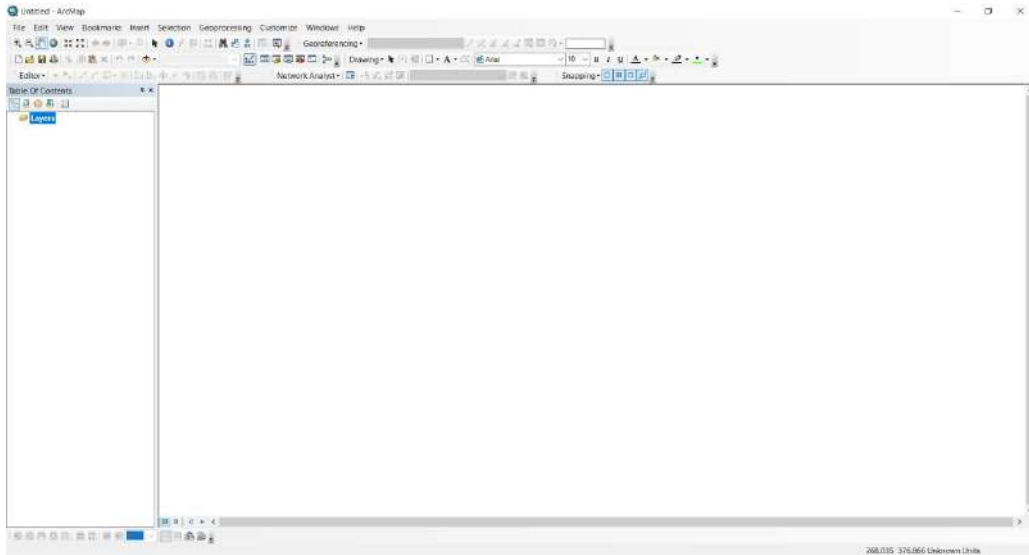 Untitled - ArcMap
File Edit View Bookmarks Insert Selection Geoprocessing Customize Windows Help
Georeferencing
Drawing A Arial 10 B I U A
Editor Network Analyst Snapping
Table Of Contents
Layers
268.035 376.966 Unknown Units